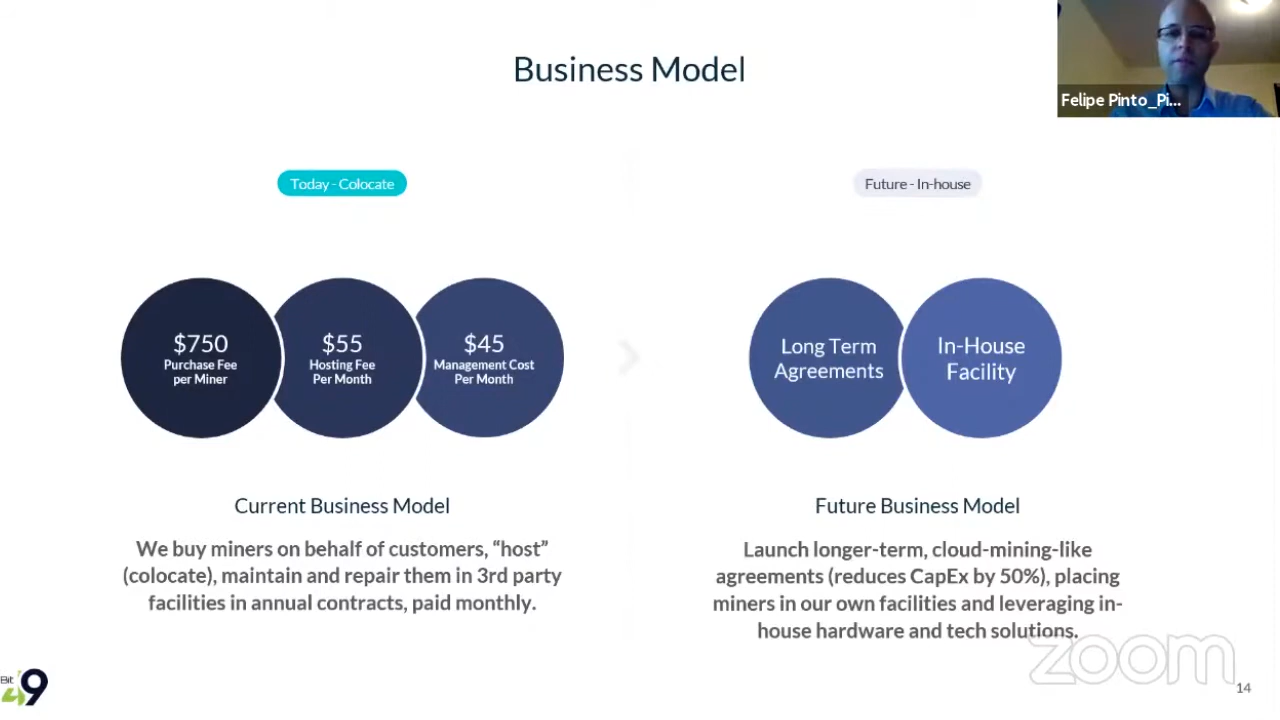 Business Model
Felipe Pinto_Pi...
Today - Colocate
Future - In-house
$750
Purchase Fee
per Miner
$55
Hosting Fee
Per Month
$45
Management Cost
Per Month
Long Term
Agreements
In-House
Facility
Current Business Model
We buy miners on behalf of customers, “host”
(colocate), maintain and repair them in 3rd party
facilities in annual contracts, paid monthly.
Future Business Model
Launch longer-term, cloud-mining-like
agreements (reduces CapEx by 50%), placing
miners in our own facilities and leveraging in-
house hardware and tech solutions.
zoom
Bit
49
14